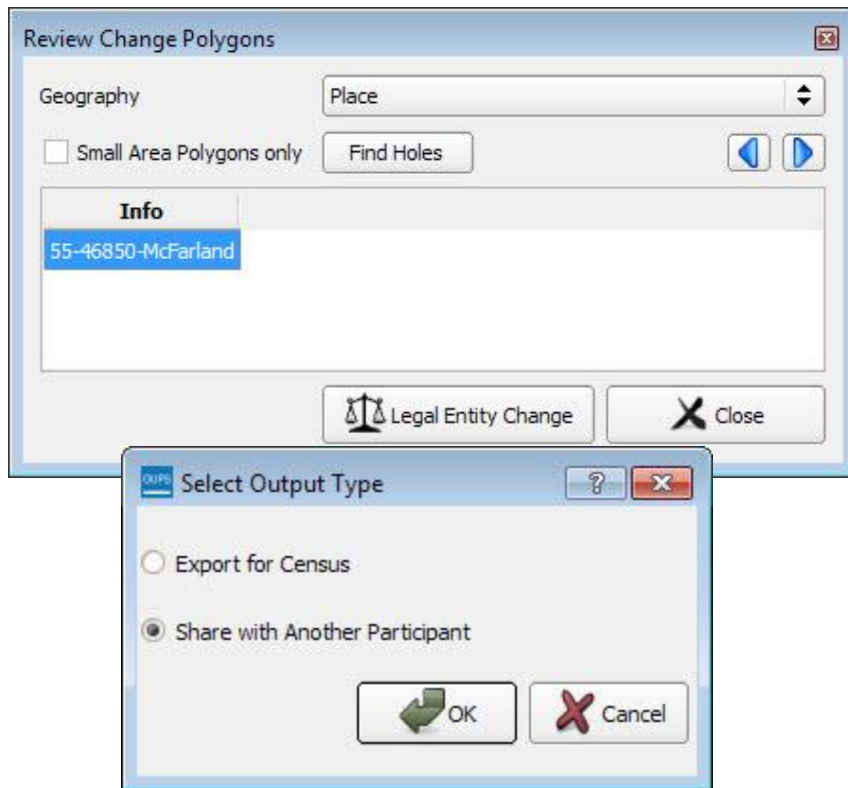 Review Change Polygons
Geography
Place
Small Area Polygons only
Find Holes
Info
55-46850-McFarland
Legal Entity Change
Close
OUPS
Select Output Type
?
Export for Census
Share with Another Participant
OK
Cancel